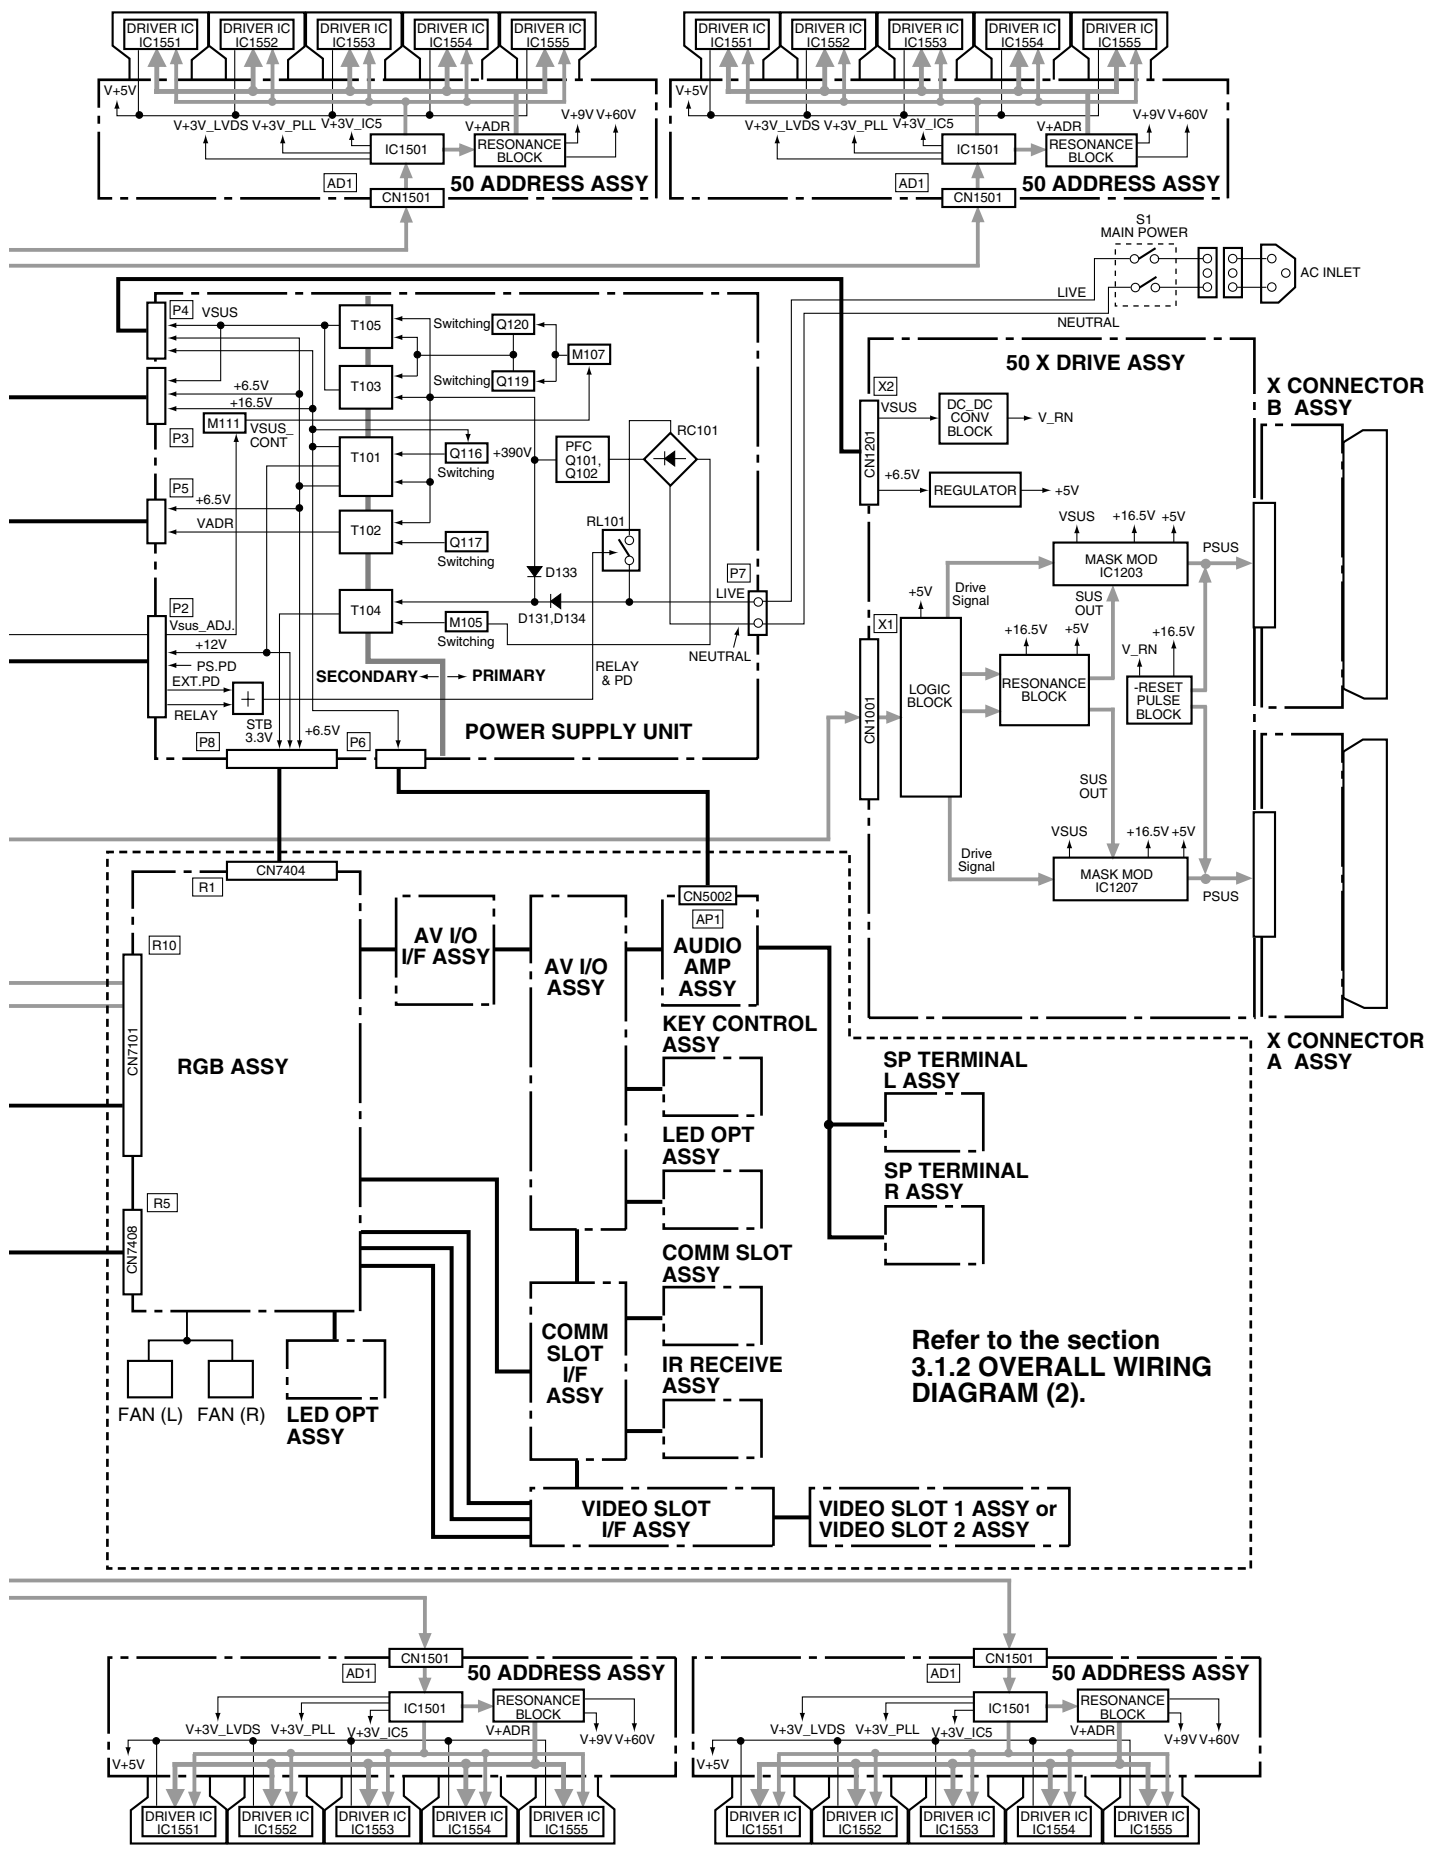 DRIVER IC
IC1551
DRIVER IC
IC1552
DRIVER IC
IC1553
DRIVER IC
IC1554
DRIVER IC
IC1555
V+5V
V+3V_LVDS
V+3V_PLL
V+3V_IC5
V+ADR
V+9V
V+60V
IC1501
RESONANCE
BLOCK
AD1
CN1501
50 ADDRESS ASSY
DRIVER IC
IC1551
DRIVER IC
IC1552
DRIVER IC
IC1553
DRIVER IC
IC1554
DRIVER IC
IC1555
V+5V
V+3V_LVDS
V+3V_PLL
V+3V_IC5
V+ADR
V+9V
V+60V
IC1501
RESONANCE
BLOCK
AD1
CN1501
50 ADDRESS ASSY
S1
MAIN POWER
AC INLET
LIVE
NEUTRAL
P4
VSUS
T105
Switching
Q120
M107
Switching
Q119
T103
+6.5V
+16.5V
M111
VSUS_
CONT
P3
T101
Q116
Switching
+390V
PFC
Q101,
Q102
RC101
P5
+6.5V
VADR
T102
Q117
Switching
RL101
D133
D131,D134
P7
LIVE
NEUTRAL
T104
M105
Switching
P2
Vsus_ADJ.
+12V
PS.PD
EXT.PD
RELAY
+
RELAY
& PD
SECONDARY
PRIMARY
STB
3.3V
+6.5V
P8
P6
POWER SUPPLY UNIT
50 X DRIVE ASSY
X2
CN1201
VSUS
DC_DC
CONV
BLOCK
V_RN
+6.5V
REGULATOR
+5V
VSUS
+16.5V
+5V
MASK MOD
IC1203
PSUS
Drive
Signal
SUS
OUT
+5V
X1
CN1001
LOGIC
BLOCK
+16.5V
+5V
RESONANCE
BLOCK
+16.5V
V_RN
-RESET
PULSE
BLOCK
SUS
OUT
VSUS
+16.5V
+5V
Drive
Signal
MASK MOD
IC1207
PSUS
X CONNECTOR
B ASSY
X CONNECTOR
A ASSY
CN7404
R1
R10
CN7101
RGB ASSY
R5
CN7408
AV I/O
I/F ASSY
AV I/O
ASSY
CN5002
AP1
AUDIO
AMP
ASSY
KEY CONTROL
ASSY
LED OPT
ASSY
SP TERMINAL
L ASSY
SP TERMINAL
R ASSY
COMM SLOT
ASSY
COMM
SLOT
I/F
ASSY
IR RECEIVE
ASSY
FAN (L)
FAN (R)
LED OPT
ASSY
Refer to the section
3.1.2 OVERALL WIRING
DIAGRAM (2).
VIDEO SLOT
I/F ASSY
VIDEO SLOT 1 ASSY or
VIDEO SLOT 2 ASSY
CN1501
AD1
50 ADDRESS ASSY
IC1501
RESONANCE
BLOCK
V+3V_LVDS
V+3V_PLL
V+3V_IC5
V+ADR
V+9V
V+60V
V+5V
DRIVER IC
IC1551
DRIVER IC
IC1552
DRIVER IC
IC1553
DRIVER IC
IC1554
DRIVER IC
IC1555
CN1501
AD1
50 ADDRESS ASSY
IC1501
RESONANCE
BLOCK
V+3V_LVDS
V+3V_PLL
V+3V_IC5
V+ADR
V+9V
V+60V
V+5V
DRIVER IC
IC1551
DRIVER IC
IC1552
DRIVER IC
IC1553
DRIVER IC
IC1554
DRIVER IC
IC1555